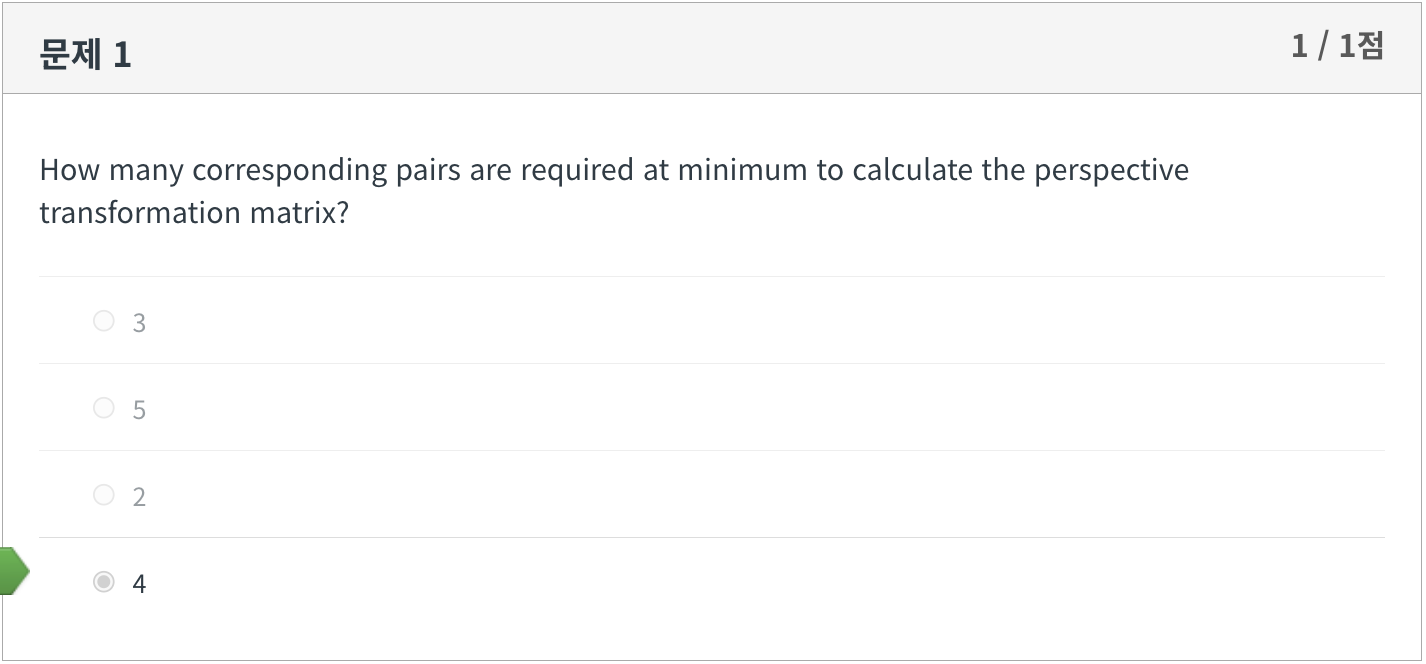 문제 1
1 / 1점
How many corresponding pairs are required at minimum to calculate the perspective
transformation matrix?
3
5
2
4